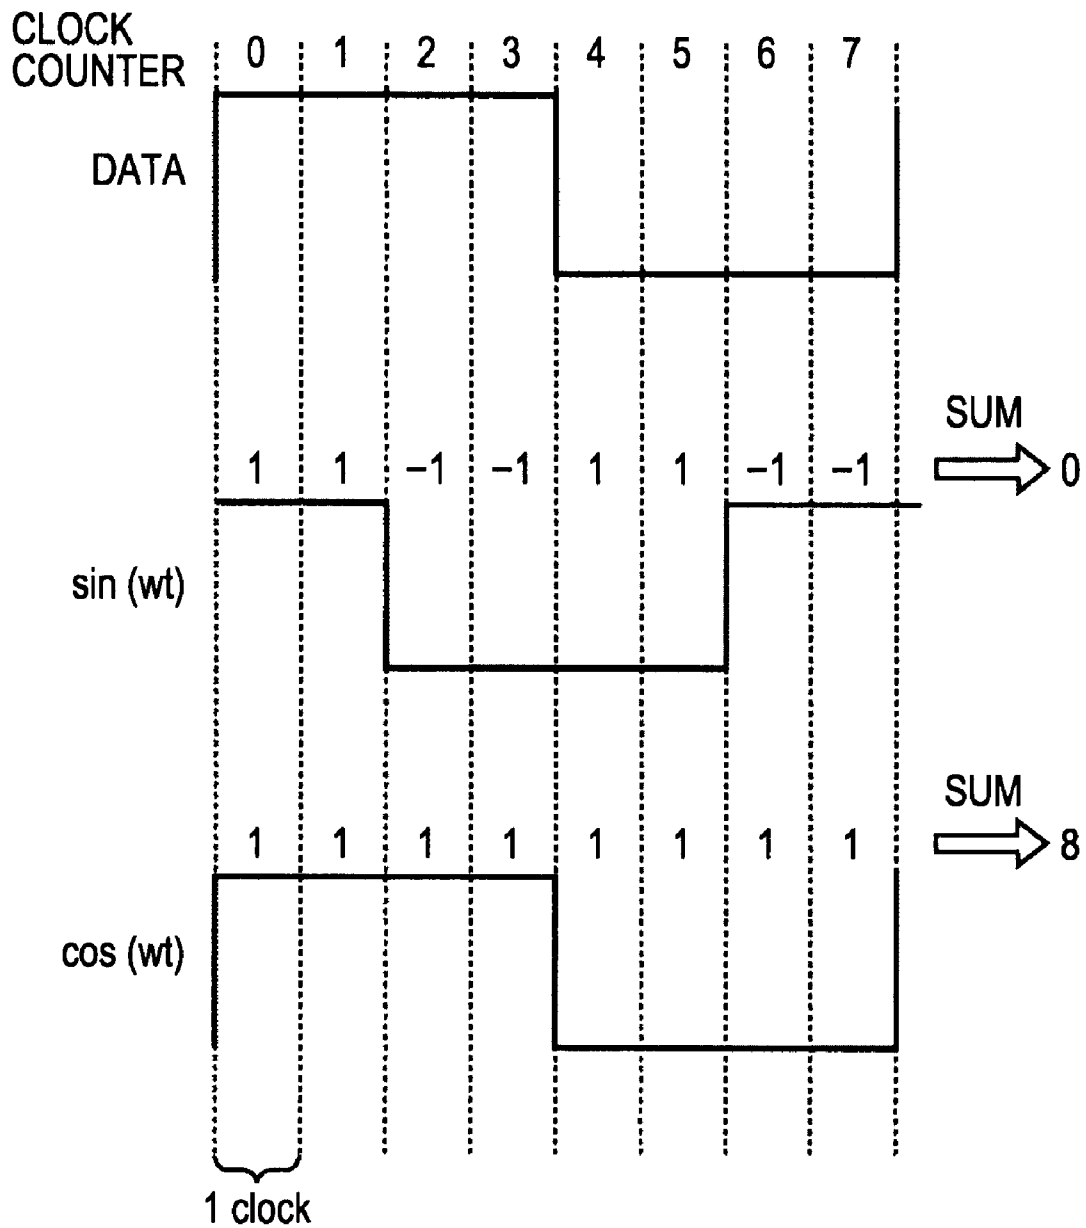 CLOCK
COUNTER
0 1 2 3 4 5 6 7
DATA
SUM
1 1 –1 –1 1 1 –1 –1 0
sin (wt)
SUM
1 1 1 1 1 1 1 1 8
cos (wt)
1 clock